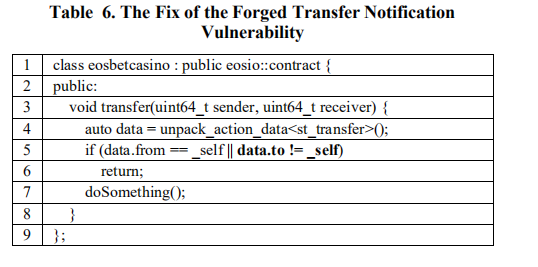 Table 6. The Fix of the Forged Transfer Notification
Vulnerability
1 class eosbetcasino : public eosio::contract {
2 public:
3 void transfer(uint64_t sender, uint64_t receiver) {
4 auto data = unpack_action_data<st_transfer>();
5 if (data.from == _self || data.to != _self)
6 return;
7 doSomething();
8 }
9 };